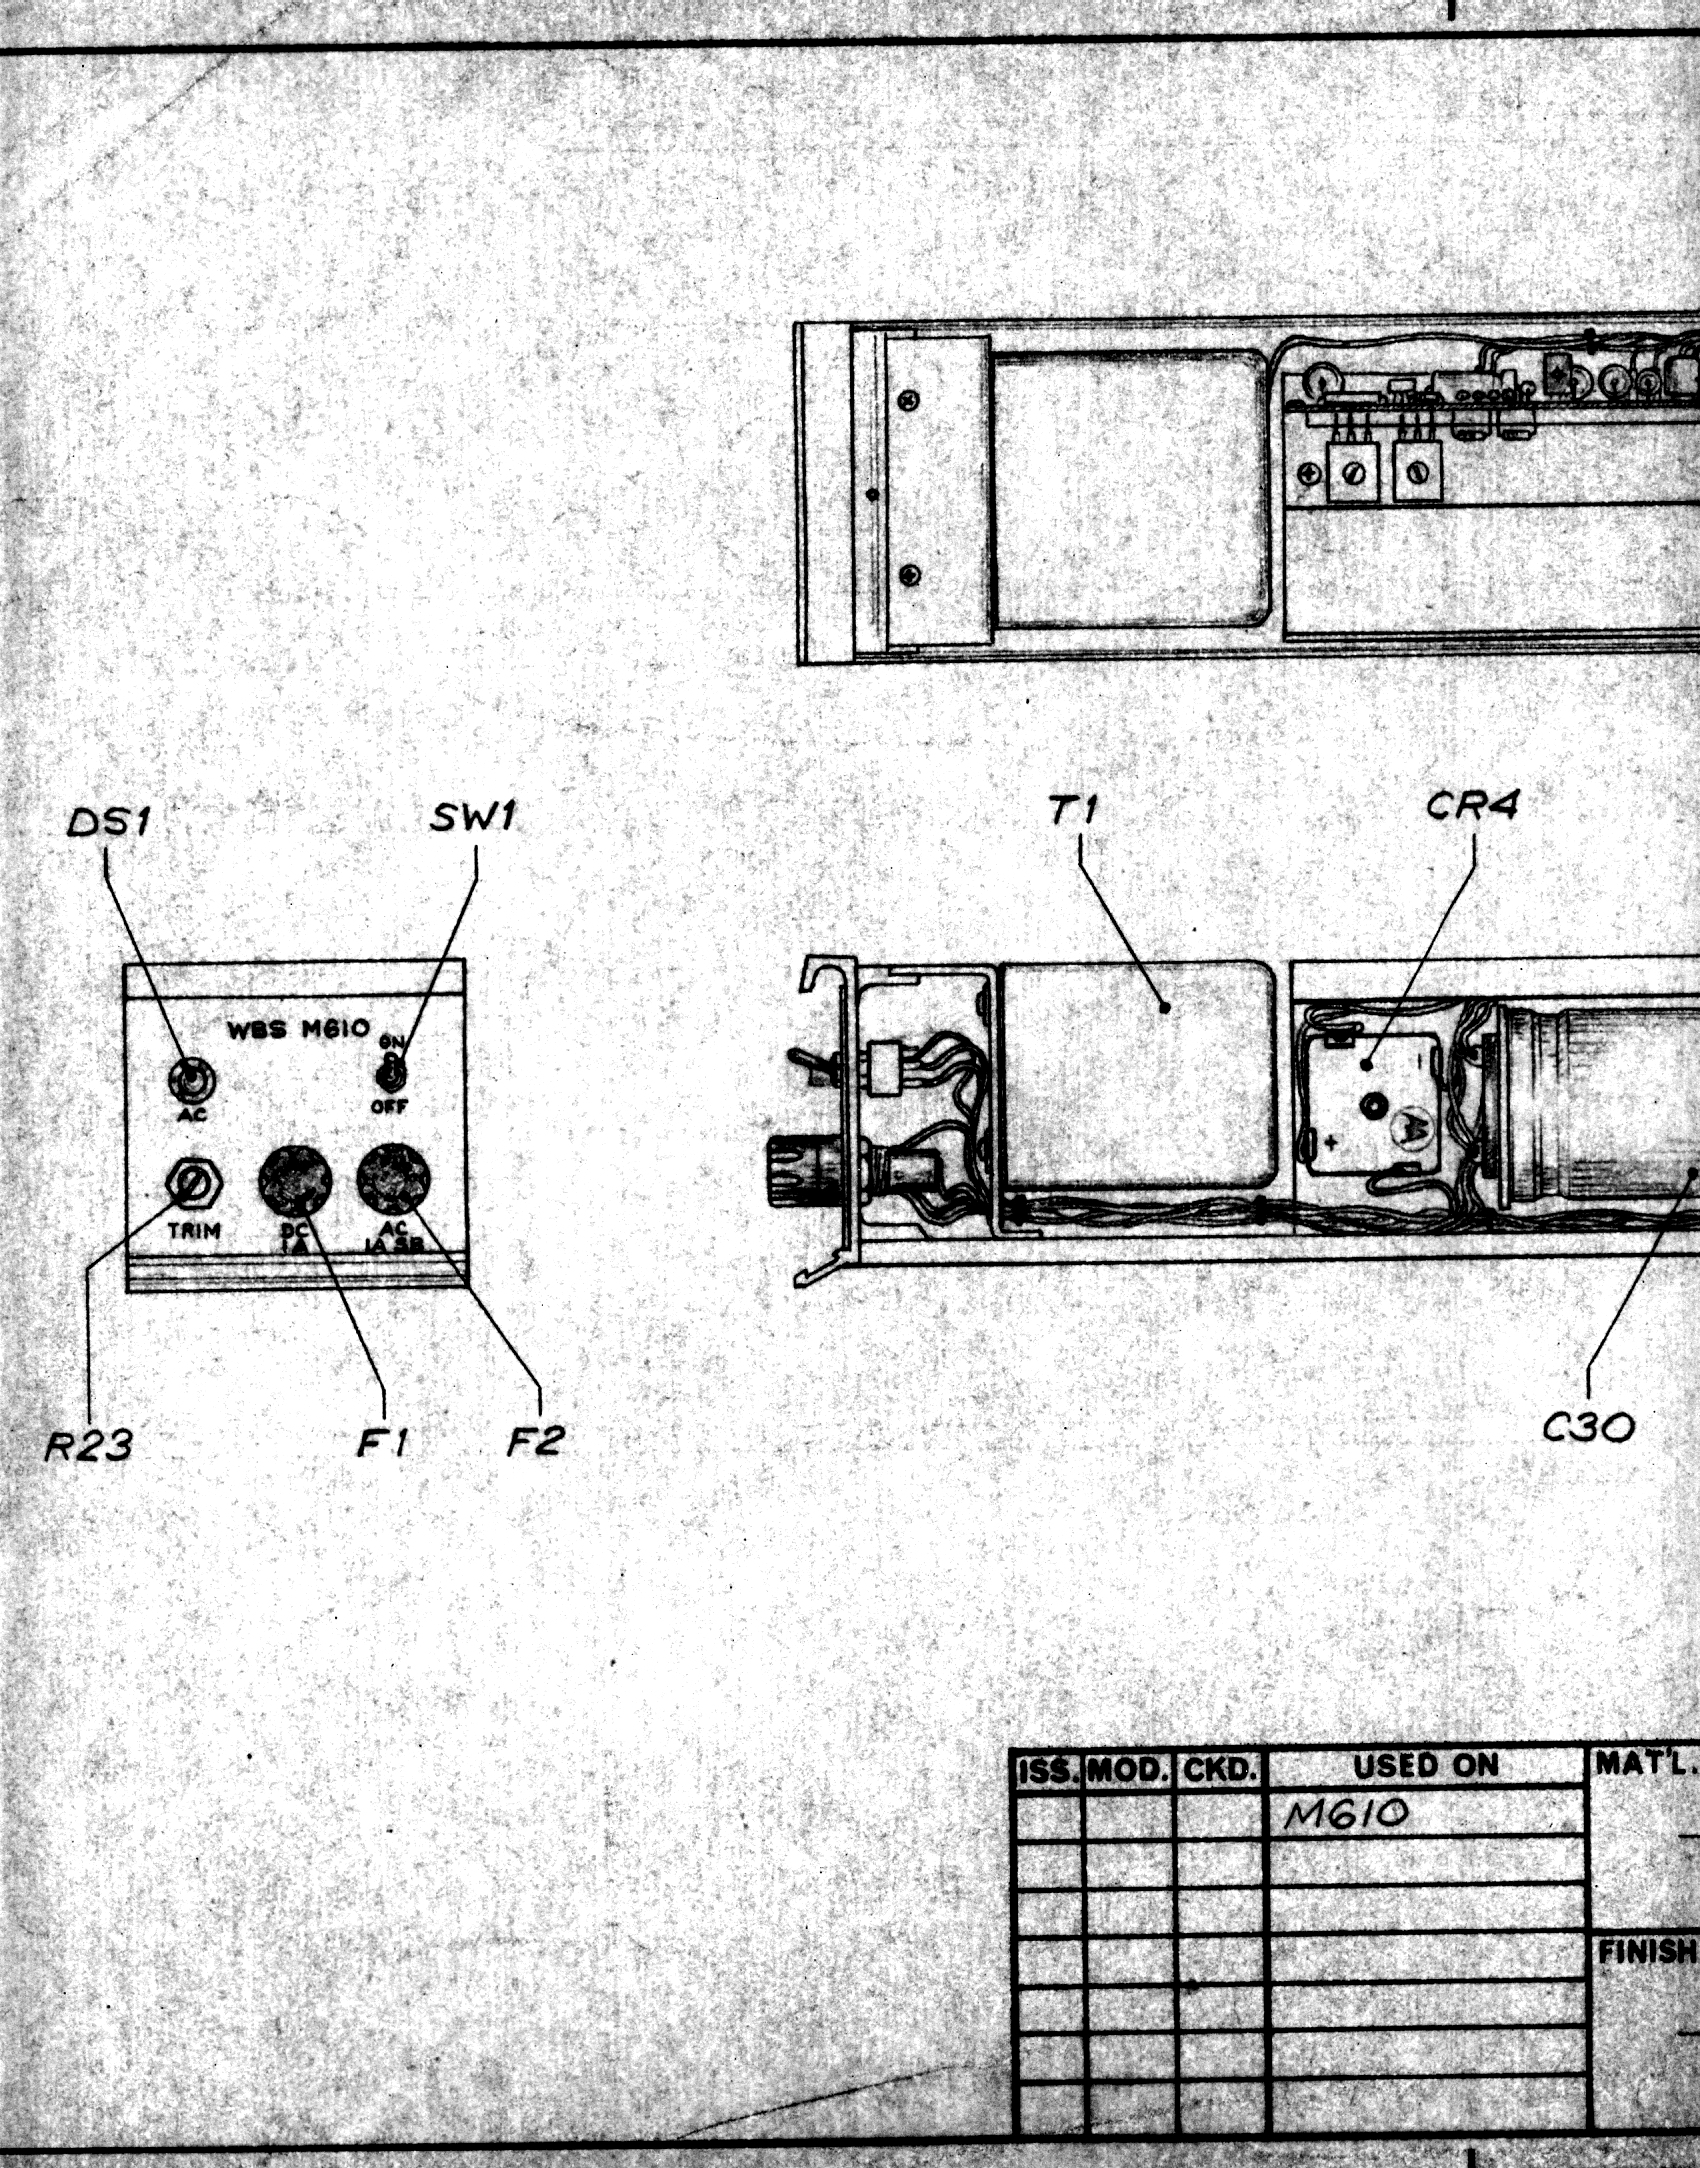 DS1
SW1
T1
CR4
WBS M610
ON
AC
OFF
TRIM
DC
1A
AC
1A SB
+
R23
F1
F2
C30
ISS. MOD. CKD. USED ON MAT'L.
M610
FINISH